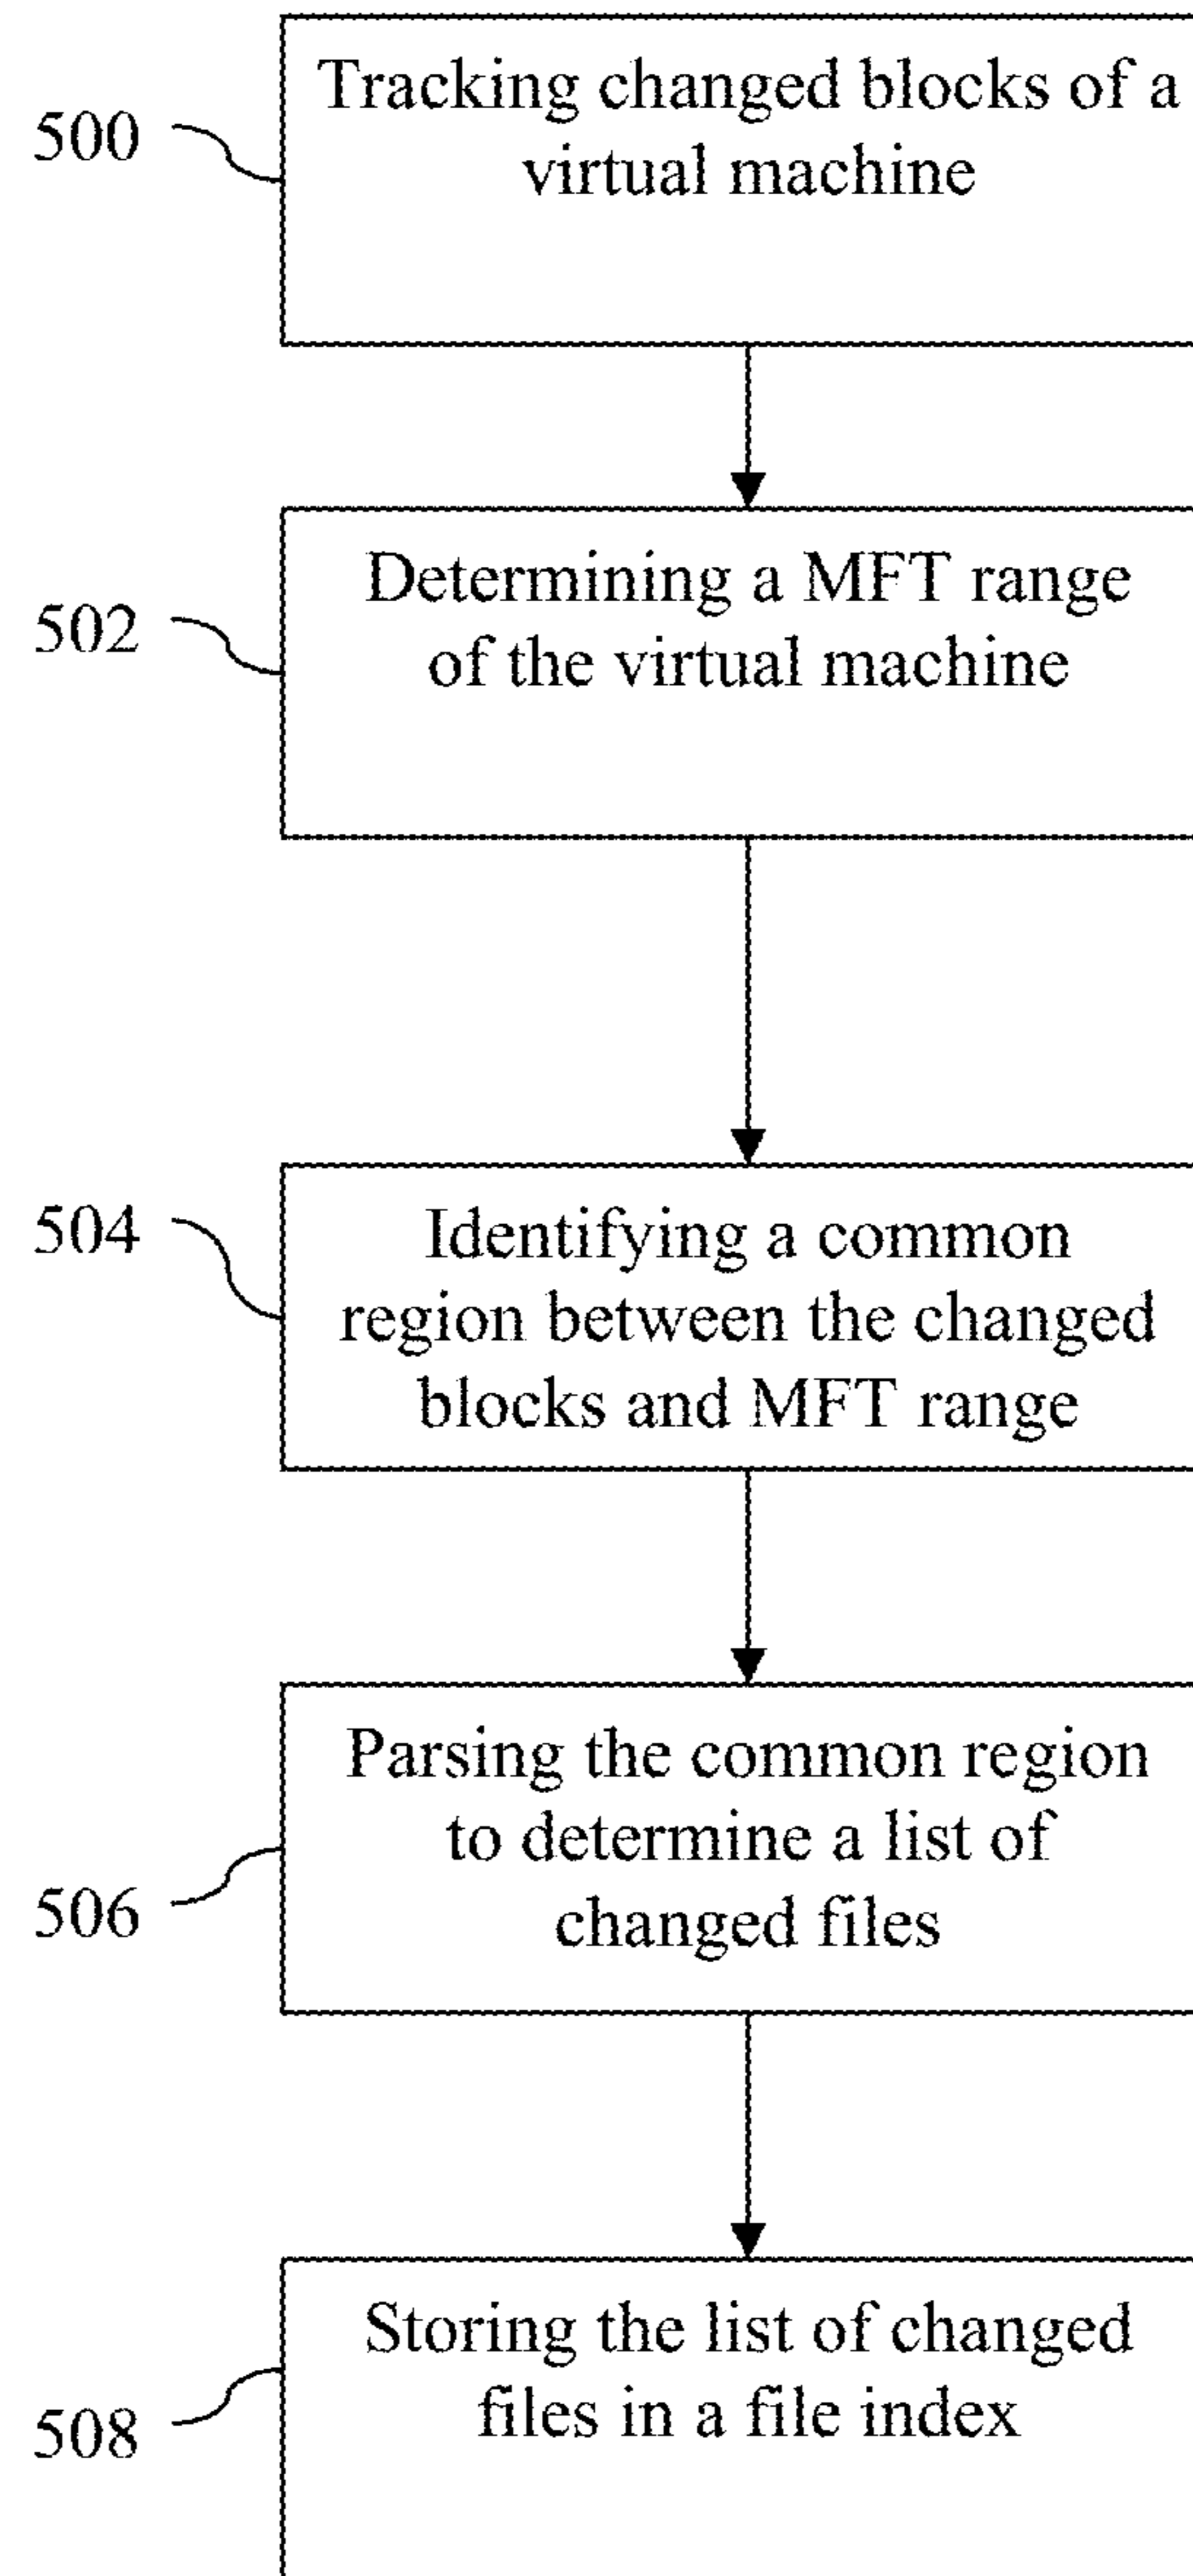 500
Tracking changed blocks of a
virtual machine
502
Determining a MFT range
of the virtual machine
504
Identifying a common
region between the changed
blocks and MFT range
506
Parsing the common region
to determine a list of
changed files
508
Storing the list of changed
files in a file index